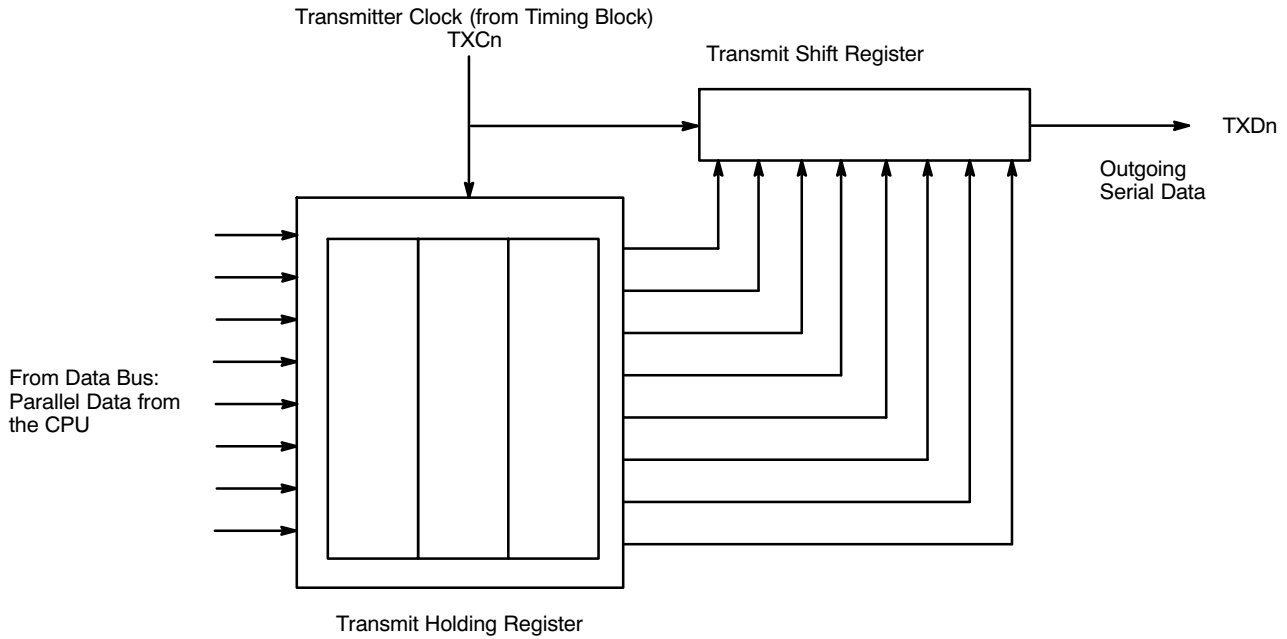 Transmitter Clock (from Timing Block)
TXCn
Transmit Shift Register
TXDn
Outgoing
Serial Data
From Data Bus:
Parallel Data from
the CPU
Transmit Holding Register